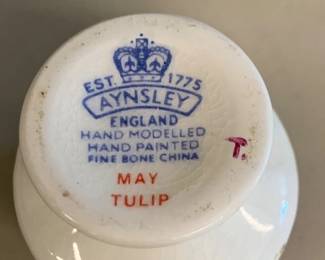 EST. 1775
AYNSLEY
ENGLAND
HAND MODELLED
HAND PAINTED
FINE BONE CHINA
T.
MAY
TULIP